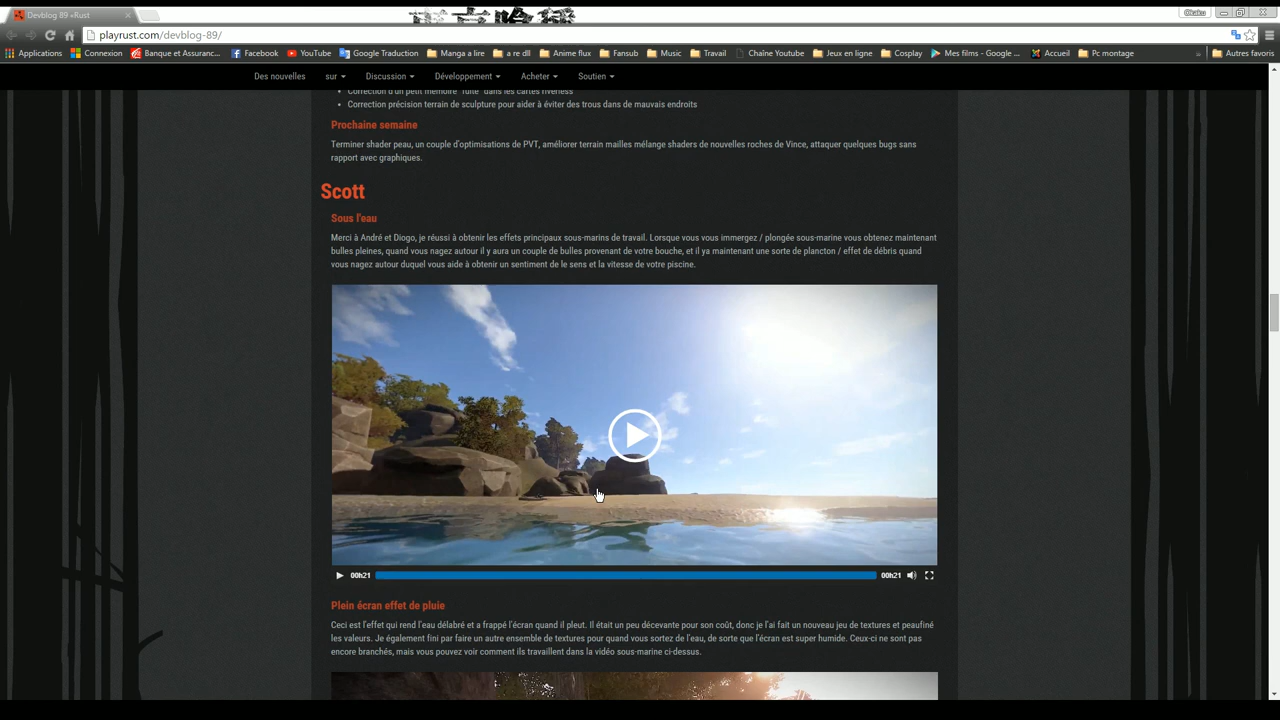 Devblog 89 «Rust
Otaku
playrust.com/devblog-89/
Applications Connexion Banque et Assuranc... Facebook YouTube Google Traduction Manga a lire a re dll Anime flux Fansub Music Travail Chaîne Youtube Jeux en ligne Cosplay Mes films - Google ... Accueil Pc montage Autres favoris
Des nouvelles sur Discussion Développement Acheter Soutien
Correction d'un petit mémoire "fuite" dans les cartes riverless
Correction précision terrain de sculpture pour aider à éviter des trous dans de mauvais endroits
Prochaine semaine
Terminer shader peau, un couple d'optimisations de PVT, améliorer terrain mailles mélange shaders de nouvelles roches de Vince, attaquer quelques bugs sans
rapport avec graphiques.
Scott
Sous l'eau
Merci à André et Diogo, je réussi à obtenir les effets principaux sous-marins de travail. Lorsque vous vous immergez / plongée sous-marine vous obtenez maintenant
bulles pleines, quand vous nagez autour il y aura un couple de bulles provenant de votre bouche, et il ya maintenant une sorte de plancton / effet de débris quand
vous nagez autour duquel vous aide à obtenir un sentiment de le sens et la vitesse de votre piscine.
00h21 00h21
Plein écran effet de pluie
Ceci est l'effet qui rend l'eau délabré et a frappé l'écran quand il pleut. Il était un peu décevante pour son coût, donc je l'ai fait un nouveau jeu de textures et peaufiné
les valeurs. Je également fini par faire un autre ensemble de textures pour quand vous sortez de l'eau, de sorte que l'écran est super humide. Ceux-ci ne sont pas
encore branchés, mais vous pouvez voir comment ils travaillent dans la vidéo sous-marine ci-dessus.